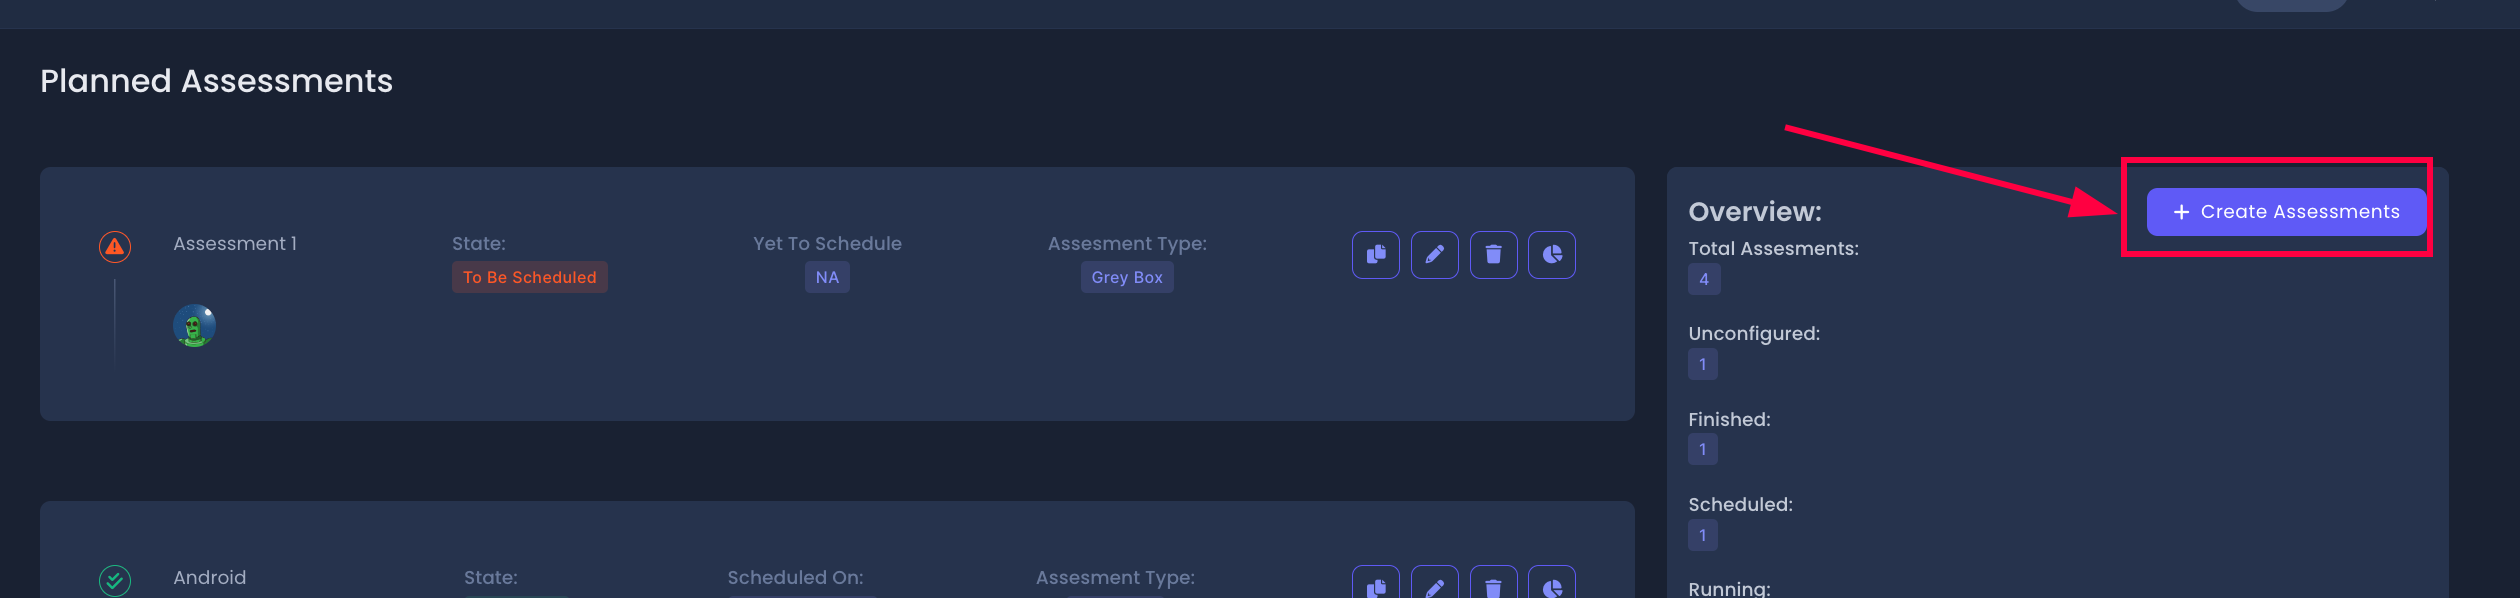 Planned Assessments
Assessment 1
State:
To Be Scheduled
Yet To Schedule
NA
Assesment Type:
Grey Box
Overview:
+ Create Assessments
Total Assesments:
4
Unconfigured:
1
Finished:
1
Scheduled:
1
Running:
Android
State:
Scheduled On:
Assesment Type: